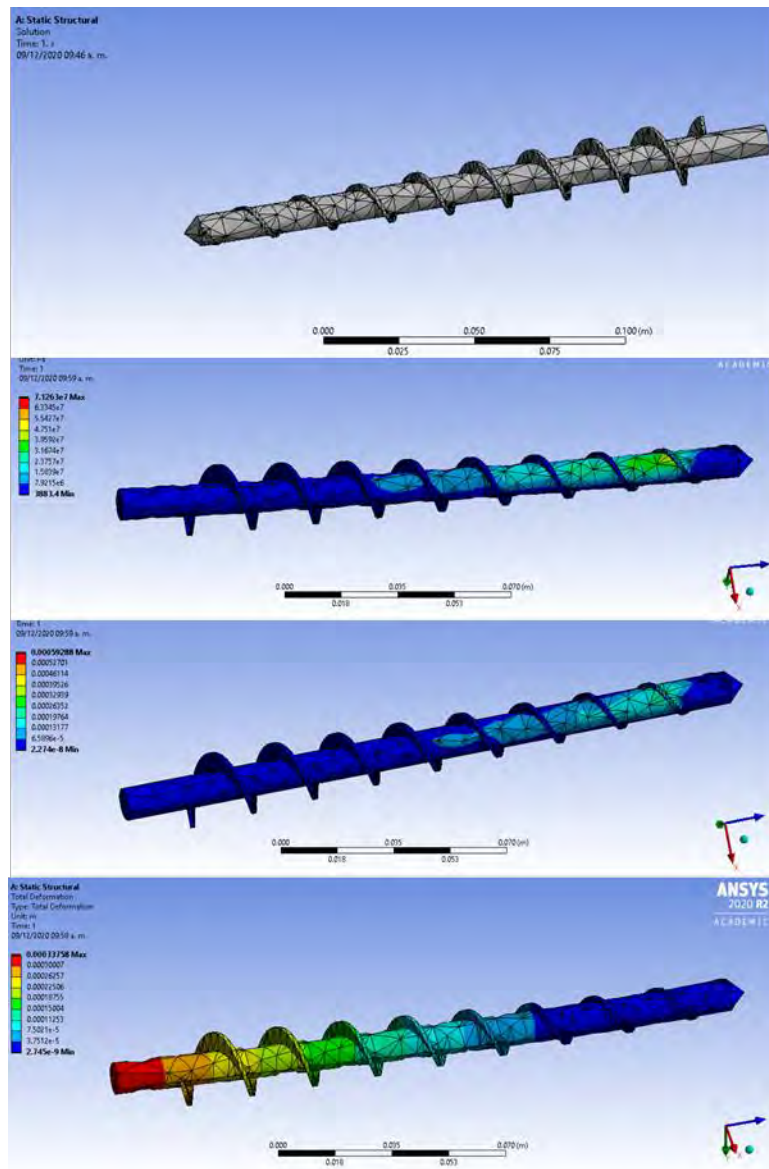 A: Static Structural
Solution
Time: 1. s
09/12/2020 09:46 a. m.
0.000
0.050
0.100 (m)
0.025
0.075
ACADEMIC
Time: 1
09/12/2020 09:59 a. m.
7.1263e7 Max
6.3345e7
5.5427e7
4.751e7
3.9592e7
3.1674e7
2.3757e7
1.5839e7
7.9215e6
3883.4 Min
0.000
0.035
0.070 (m)
0.018
0.053
X
ACADEMIC
Time: 1
09/12/2020 09:59 a. m.
0.00059288 Max
0.00052701
0.00046114
0.00039526
0.00032939
0.00026352
0.00019764
0.00013177
6.5896e-5
2.274e-8 Min
0.000
0.035
0.070 (m)
0.018
0.053
X
A: Static Structural
Total Deformation
Type: Total Deformation
Unit: m
Time: 1
09/12/2020 09:58 a. m.
ANSYS
2020 R2
ACADEMIC
0.00033758 Max
0.00030007
0.00026257
0.00022506
0.00018755
0.00015004
0.00011253
7.5021e-5
3.7512e-5
2.745e-9 Min
0.000
0.035
0.070 (m)
0.018
0.053